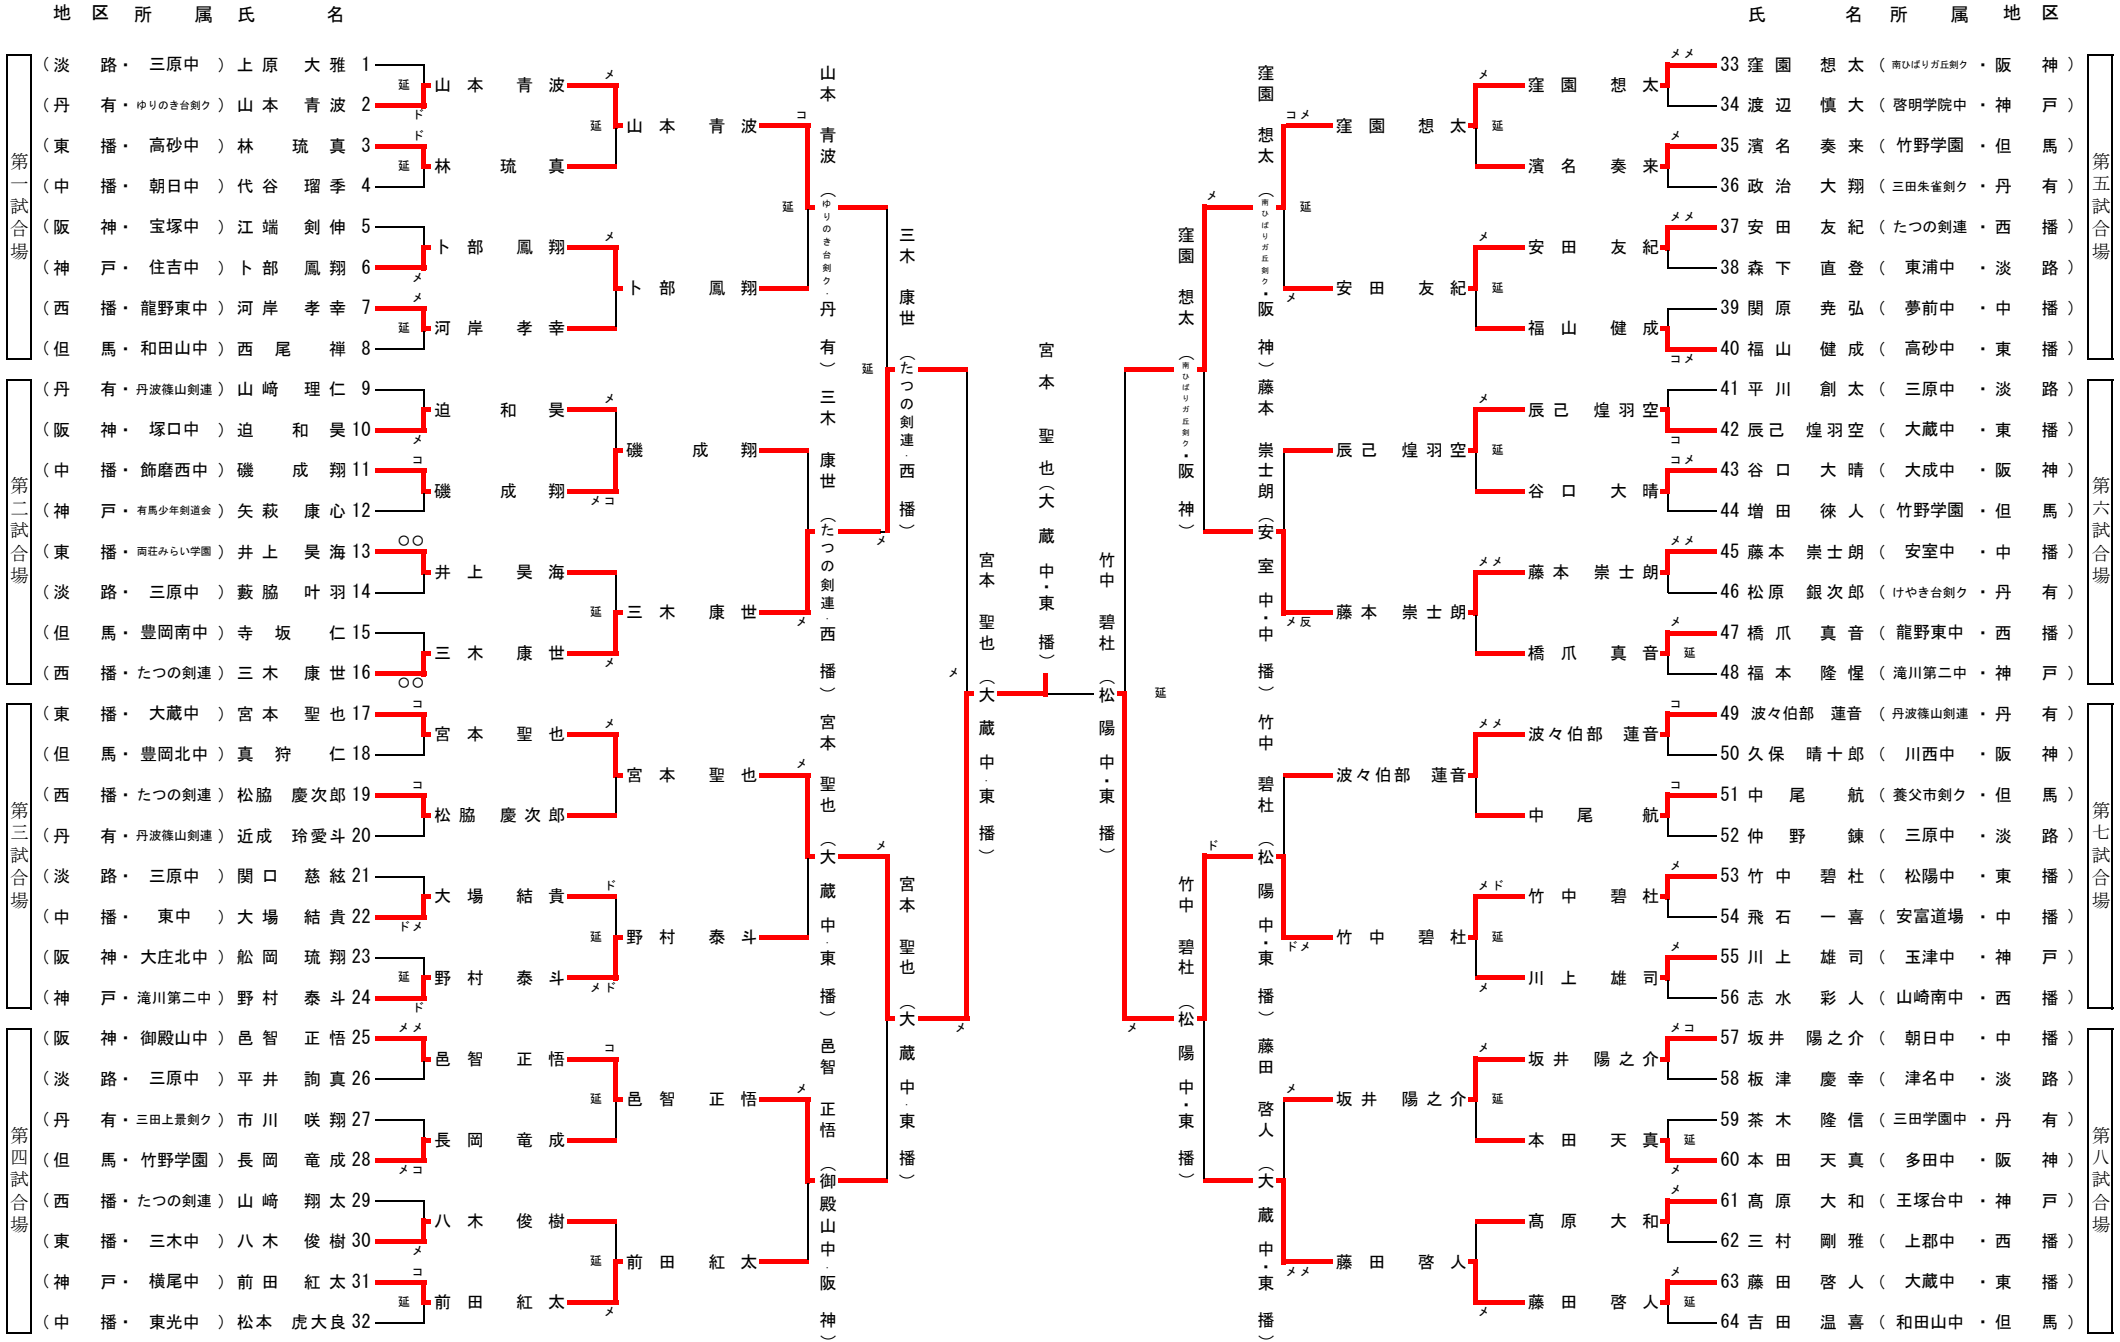 地 区 所 属 氏 名
氏 名 所 属 地 区
第一試合場
(淡 路・ 三原中 )上 原 大 雅 1
(丹 有・ゆりのき台剣ク)山 本 青 波 2
(東 播・ 高砂中 )林 琉 真 3
(中 播・ 朝日中 )代 谷 瑠 季 4
(阪 神・ 宝塚中 )江 端 剣 伸 5
(神 戸・ 住吉中 )卜 部 鳳 翔 6
(西 播・龍野東中)河 岸 孝 幸 7
(但 馬・和田山中)西 尾 禅 8
第二試合場
(丹 有・丹波篠山剣連)山 﨑 理 仁 9
(阪 神・ 塚口中 )迫 和 昊 10
(中 播・飾磨西中)磯 成 翔 11
(神 戸・有馬少年剣道会)矢 萩 康 心 12
(東 播・両荘みらい学園)井 上 昊 海 13
(淡 路・ 三原中 )藪 脇 叶 羽 14
(但 馬・豊岡南中)寺 坂 仁 15
(西 播・たつの剣連)三 木 康 世 16
第三試合場
(東 播・ 大蔵中 )宮 本 聖 也 17
(但 馬・豊岡北中)真 狩 仁 18
(西 播・たつの剣連)松脇 慶次郎 19
(丹 有・丹波篠山剣連)近成 玲愛斗 20
(淡 路・ 三原中 )関 口 慈 絃 21
(中 播・ 東中 )大 場 結 貴 22
(阪 神・大庄北中)舩 岡 琉 翔 23
(神 戸・滝川第二中)野 村 泰 斗 24
第四試合場
(阪 神・御殿山中)邑 智 正 悟 25
(淡 路・ 三原中 )平 井 詢 真 26
(丹 有・三田上景剣ク)市 川 咲 翔 27
(但 馬・竹野学園)長 岡 竜 成 28
(西 播・たつの剣連)山 﨑 翔 太 29
(東 播・ 三木中 )八 木 俊 樹 30
(神 戸・ 横尾中 )前 田 紅 太 31
(中 播・ 東光中 )松本 虎大良 32
山 本 青 波
林 琉 真
卜 部 鳳 翔
河 岸 孝 幸
迫 和 昊
磯 成 翔
井 上 昊 海
三 木 康 世
宮 本 聖 也
松脇 慶次郎
大 場 結 貴
野 村 泰 斗
邑 智 正 悟
長 岡 竜 成
八 木 俊 樹
前 田 紅 太
山 本 青 波
卜 部 鳳 翔
磯 成 翔
三 木 康 世
宮 本 聖 也
野 村 泰 斗
邑 智 正 悟
前 田 紅 太
山本 青波 (ゆりのき台剣ク・丹 有)
三木 康世 (たつの剣連・西 播)
宮本 聖也 (大 蔵 中・東 播)
邑智 正悟 (御殿山中・阪 神)
三木 康世 (たつの剣連・西 播)
宮本 聖也 (大 蔵 中・東 播)
宮本 聖也 (大 蔵 中・東 播)
宮本 聖也(大 蔵 中・東 播)
竹中 碧杜 (松 陽 中・東 播)
窪園 想太 (南ひばりガ丘剣ク・阪 神)
竹中 碧杜 (松 陽 中・東 播)
窪園 想太 (南ひばりガ丘剣ク・阪 神)
藤本 崇士朗 (安 室 中・中 播)
竹中 碧杜 (松 陽 中・東 播)
藤田 啓人 (大 蔵 中・東 播)
窪 園 想 太
安 田 友 紀
辰己 煌羽空
藤本 崇士朗
波々伯部 蓮音
竹 中 碧 杜
坂井 陽之介
藤 田 啓 人
窪 園 想 太
濱 名 奏 来
安 田 友 紀
福 山 健 成
辰己 煌羽空
谷 口 大 晴
藤本 崇士朗
橋 爪 真 音
波々伯部 蓮音
中 尾 航
竹 中 碧 杜
川 上 雄 司
坂井 陽之介
本 田 天 真
髙 原 大 和
藤 田 啓 人
第五試合場
33 窪 園 想 太 (南ひばりガ丘剣ク・阪 神)
34 渡 辺 慎 大 (啓明学院中・神 戸)
35 濱 名 奏 来 (竹野学園・但 馬)
36 政 治 大 翔 (三田朱雀剣ク・丹 有)
37 安 田 友 紀 (たつの剣連・西 播)
38 森 下 直 登 ( 東浦中 ・淡 路)
39 関 原 尭 弘 ( 夢前中 ・中 播)
40 福 山 健 成 ( 高砂中 ・東 播)
第六試合場
41 平 川 創 太 ( 三原中 ・淡 路)
42 辰己 煌羽空 ( 大蔵中 ・東 播)
43 谷 口 大 晴 ( 大成中 ・阪 神)
44 増 田 徠 人 (竹野学園・但 馬)
45 藤本 崇士朗 ( 安室中 ・中 播)
46 松原 銀次郎 (けやき台剣ク・丹 有)
47 橋 爪 真 音 (龍野東中・西 播)
48 福 本 隆 惺 (滝川第二中・神 戸)
第七試合場
49 波々伯部 蓮音 (丹波篠山剣連・丹 有)
50 久保 晴十郎 ( 川西中 ・阪 神)
51 中 尾 航 (養父市剣ク・但 馬)
52 仲 野 錬 ( 三原中 ・淡 路)
53 竹 中 碧 杜 ( 松陽中 ・東 播)
54 飛 石 一 喜 (安富道場・中 播)
55 川 上 雄 司 ( 玉津中 ・神 戸)
56 志 水 彩 人 (山崎南中・西 播)
第八試合場
57 坂井 陽之介 ( 朝日中 ・中 播)
58 板 津 慶 幸 ( 津名中 ・淡 路)
59 茶 木 隆 信 (三田学園中・丹 有)
60 本 田 天 真 ( 多田中 ・阪 神)
61 髙 原 大 和 (王塚台中・神 戸)
62 三 村 剛 雅 ( 上郡中 ・西 播)
63 藤 田 啓 人 ( 大蔵中 ・東 播)
64 吉 田 温 喜 (和田山中・但 馬)